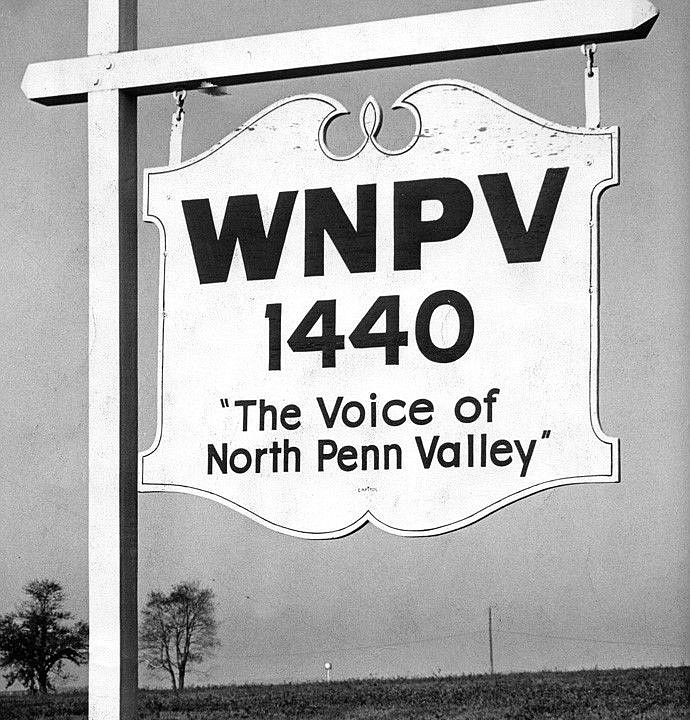 WNPV
1440
"The Voice of
North Penn Valley"